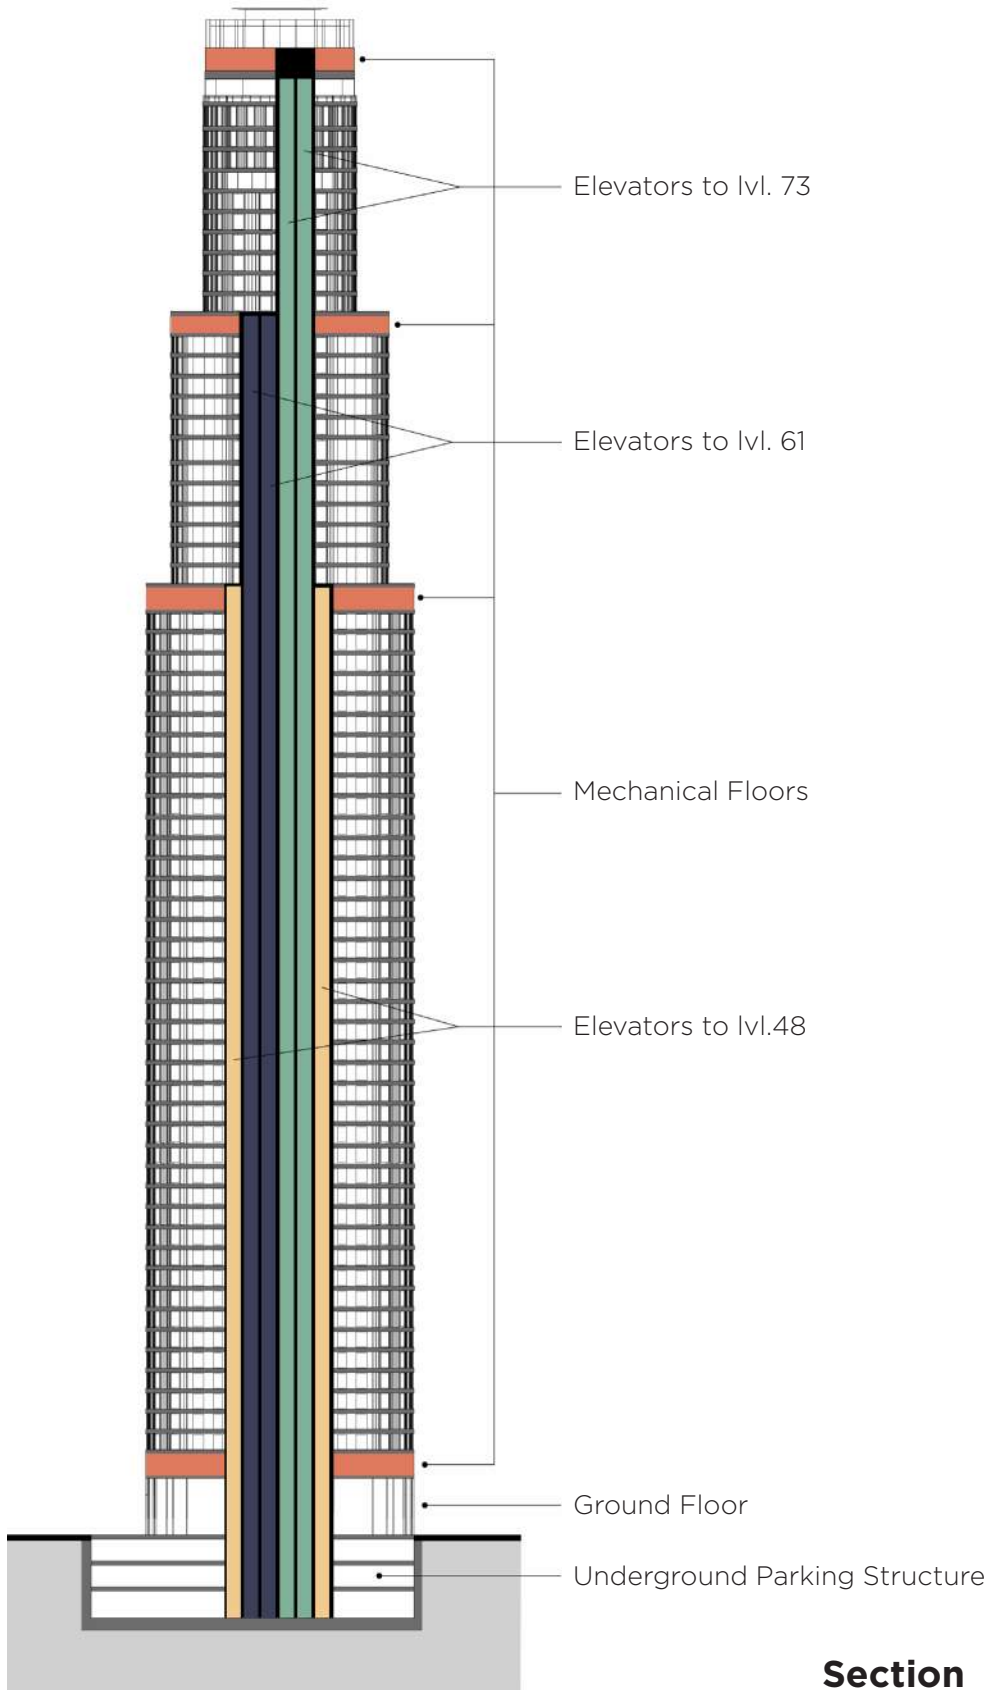 Elevators to lvl. 73
Elevators to lvl. 61
Mechanical Floors
Elevators to lvl.48
Ground Floor
Underground Parking Structure
Section